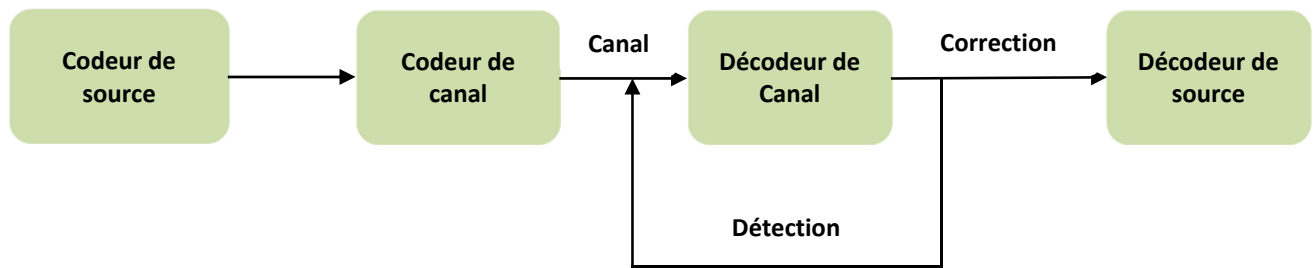 Codeur de
source
Codeur de
canal
Canal
Décodeur de
Canal
Correction
Décodeur de
source
Détection